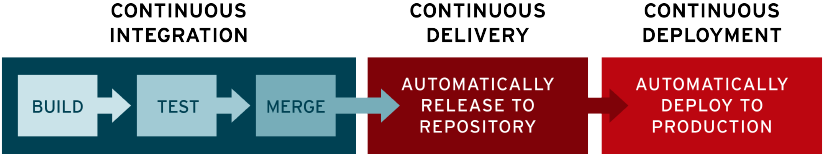 CONTINUOUS
INTEGRATION
CONTINUOUS
DELIVERY
CONTINUOUS
DEPLOYMENT
BUILD
TEST
MERGE
AUTOMATICALLY
RELEASE TO
REPOSITORY
AUTOMATICALLY
DEPLOY TO
PRODUCTION